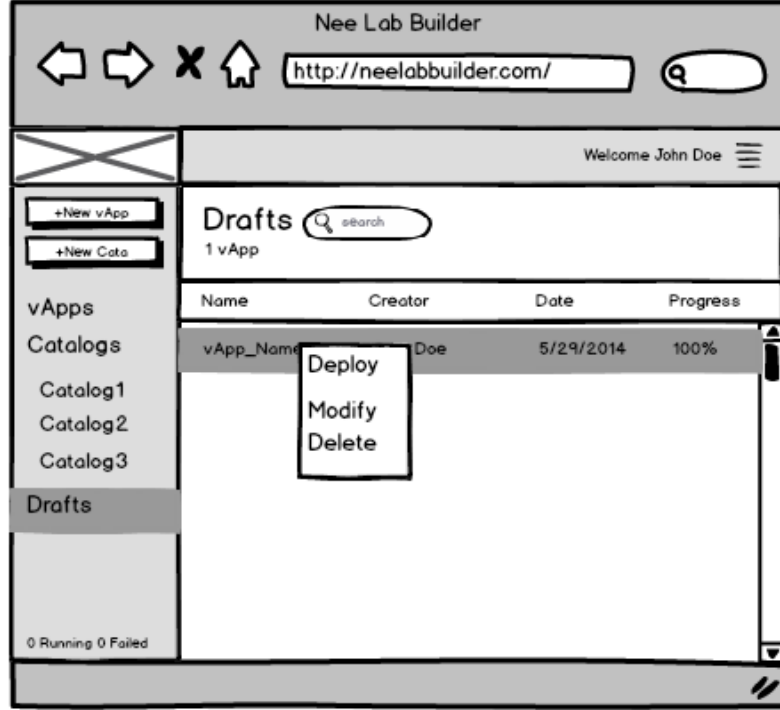 Nee Lab Builder
http://neelabbuilder.com/
Welcome John Doe
+New vApp
+New Cata
vApps
Catalogs
Catalog1
Catalog2
Catalog3
Drafts
0 Running 0 Failed
Drafts
search
1 vApp
Name Creator Date Progress
vApp_Name Doe 5/29/2014 100%
Deploy
Modify
Delete